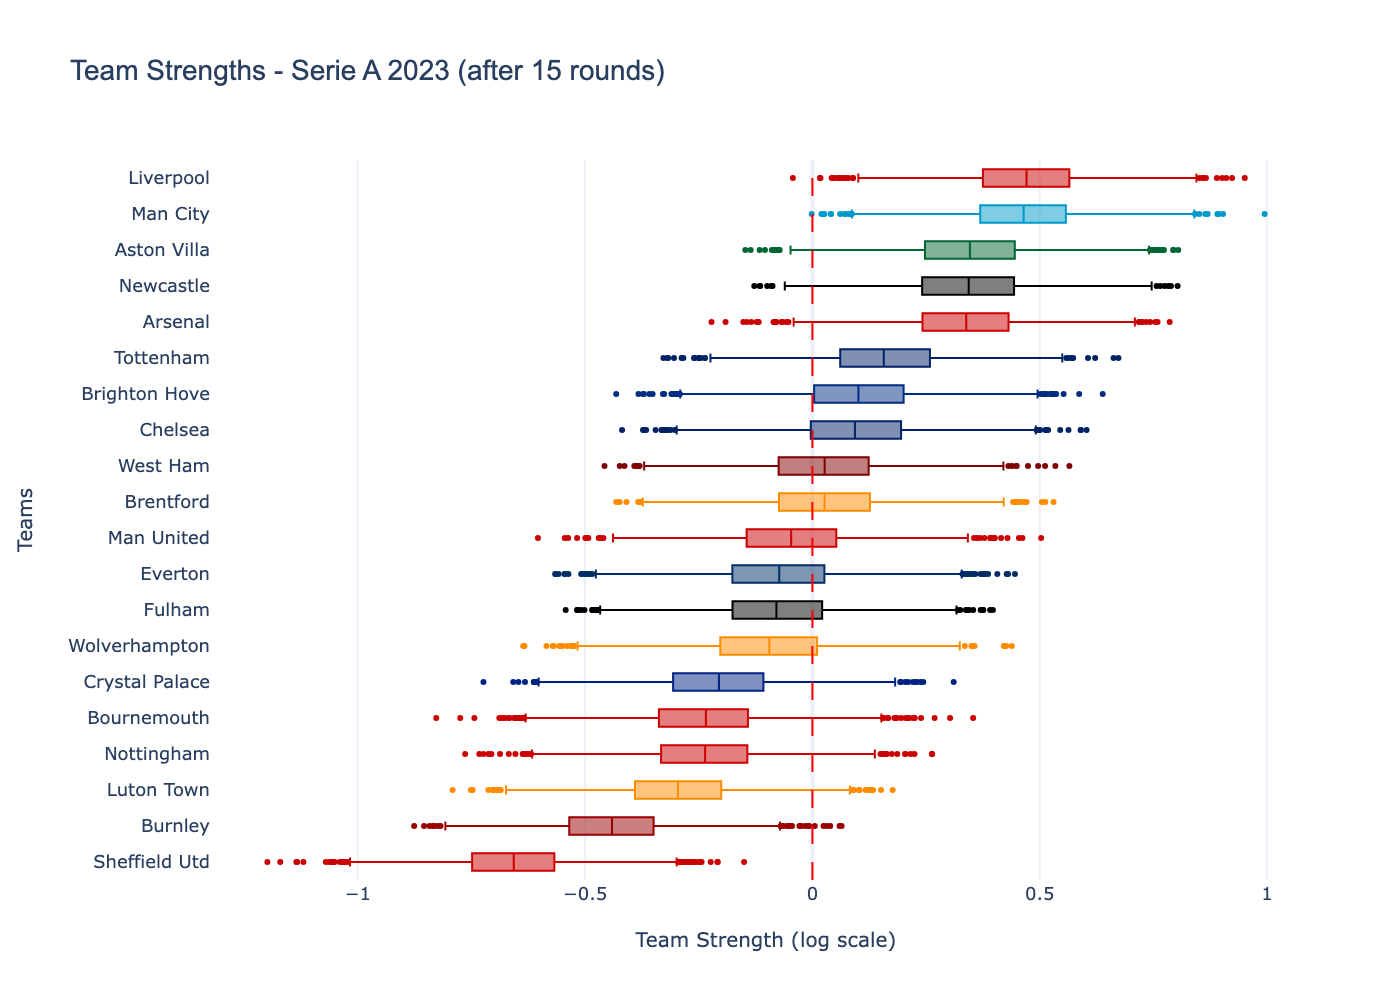 Team Strengths - Serie A 2023 (after 15 rounds)
Liverpool
Man City
Aston Villa
Newcastle
Arsenal
Tottenham
Brighton Hove
Chelsea
West Ham
Brentford
Man United
Everton
Fulham
Wolverhampton
Crystal Palace
Bournemouth
Nottingham
Luton Town
Burnley
Sheffield Utd
Teams
−1 −0.5 0 0.5 1
Team Strength (log scale)